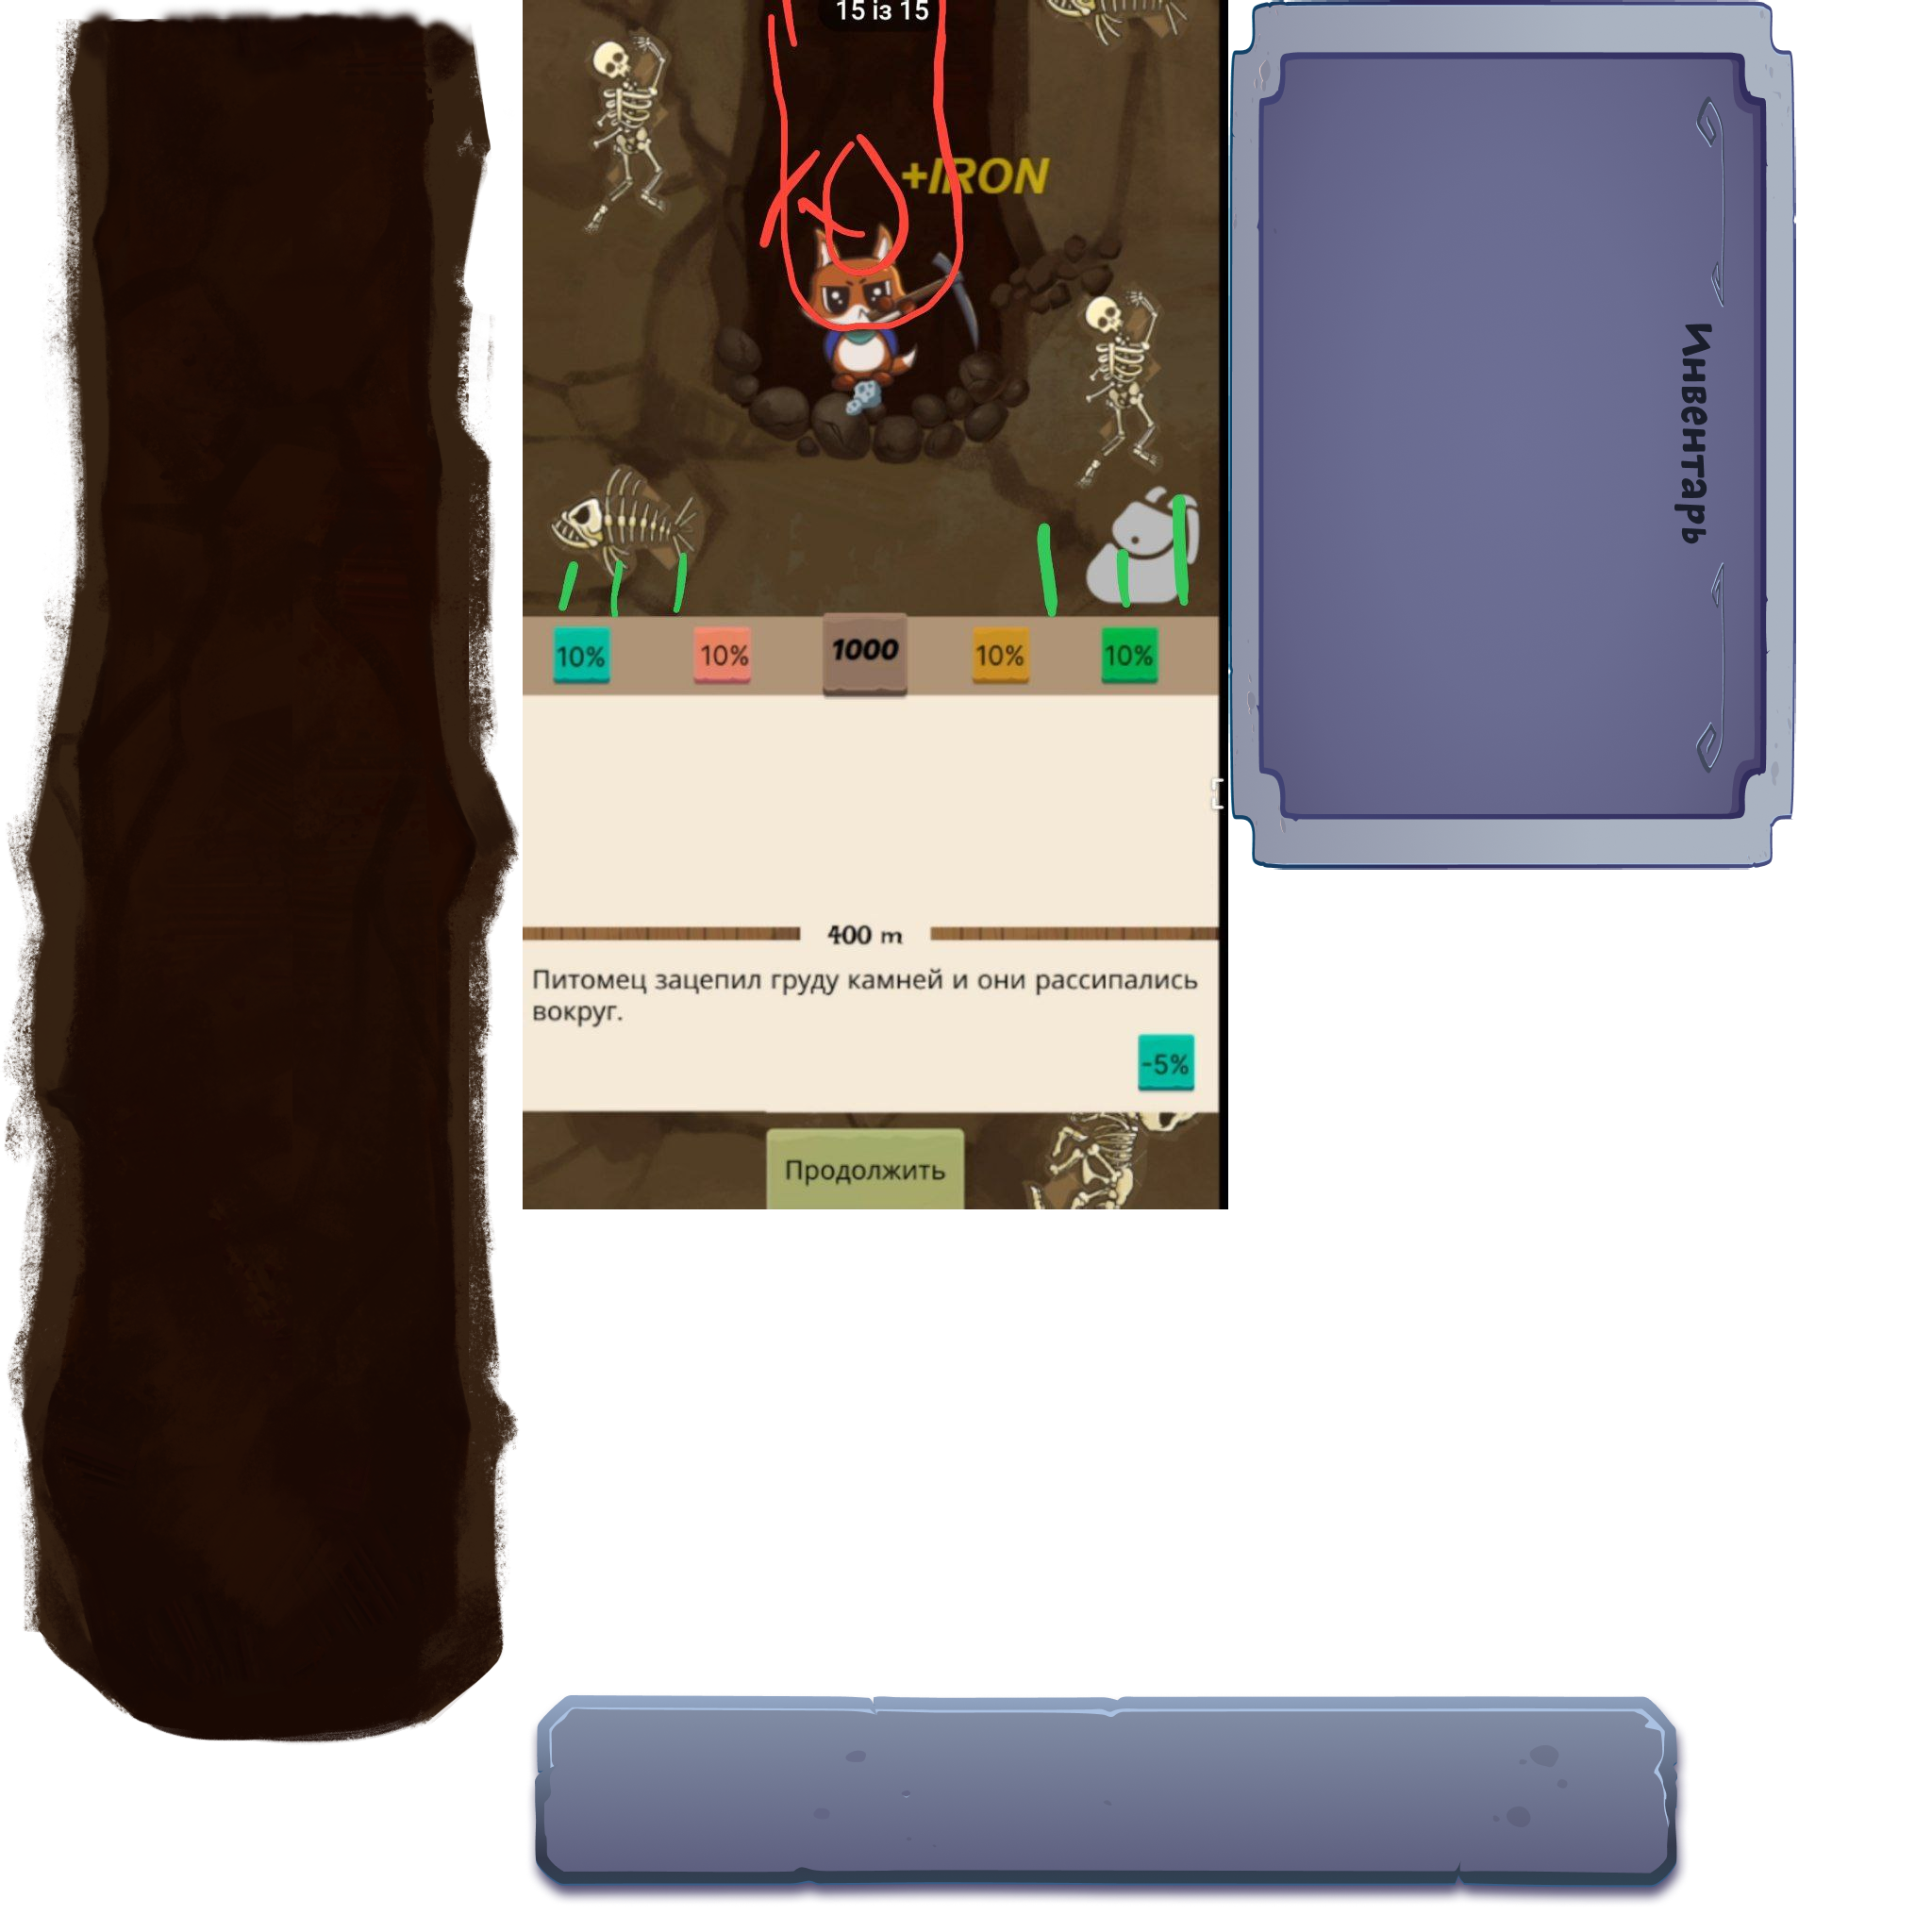 15 із 15
+IRON
10%
10%
1000
10%
10%
400 m
Питомец зацепил груду камней и они рассипались
вокруг.
-5%
Продолжить
Инвентарь